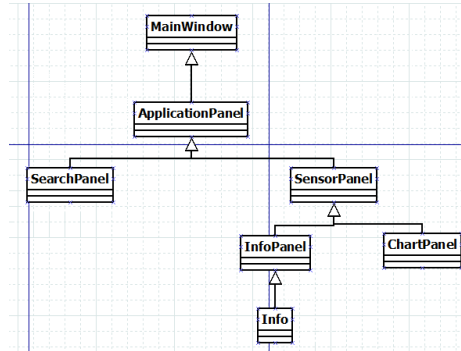 MainWindow
ApplicationPanel
SearchPanel
SensorPanel
InfoPanel
ChartPanel
Info